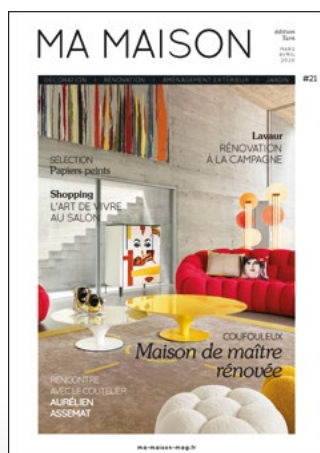 MA MAISON
édition
Tarn
MARS
AVRIL
DÉCORATION | RÉNOVATION | AMÉNAGEMENT EXTÉRIEUR | JARDIN
#21
Lavaur
RÉNOVATION
À LA CAMPAGNE
SÉLECTION
Papiers peints
Shopping
L'ART DE VIVRE
AU SALON
COUFOULEUX
Maison de maître
rénovée
RENCONTRE
AVEC LE COUTELIER
AURÉLIEN
ASSEMAT
ma-maison-mag.fr